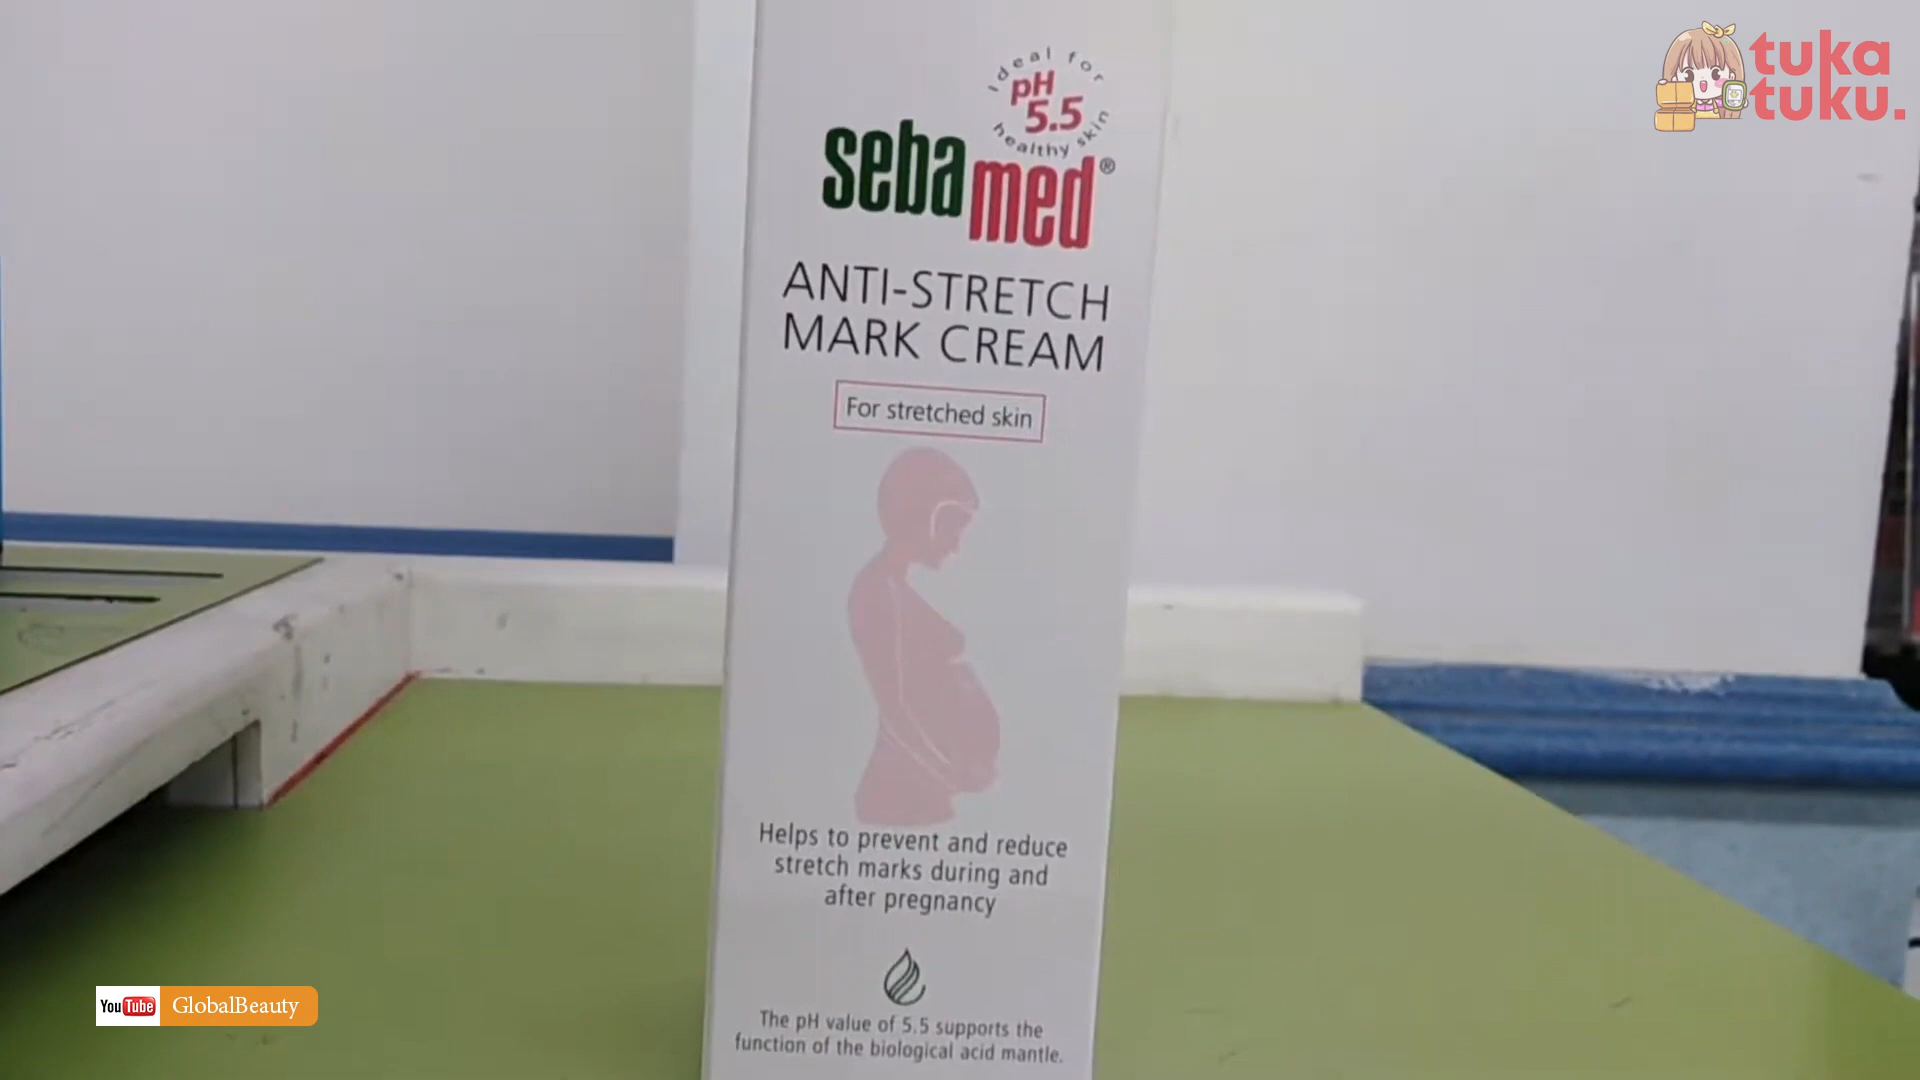 tuka
tuku.
ideal for
pH
5.5
healthy skin
sebamed®
ANTI-STRETCH
MARK CREAM
For stretched skin
Helps to prevent and reduce
stretch marks during and
after pregnancy
The pH value of 5.5 supports the
function of the biological acid mantle.
YouTube GlobalBeauty